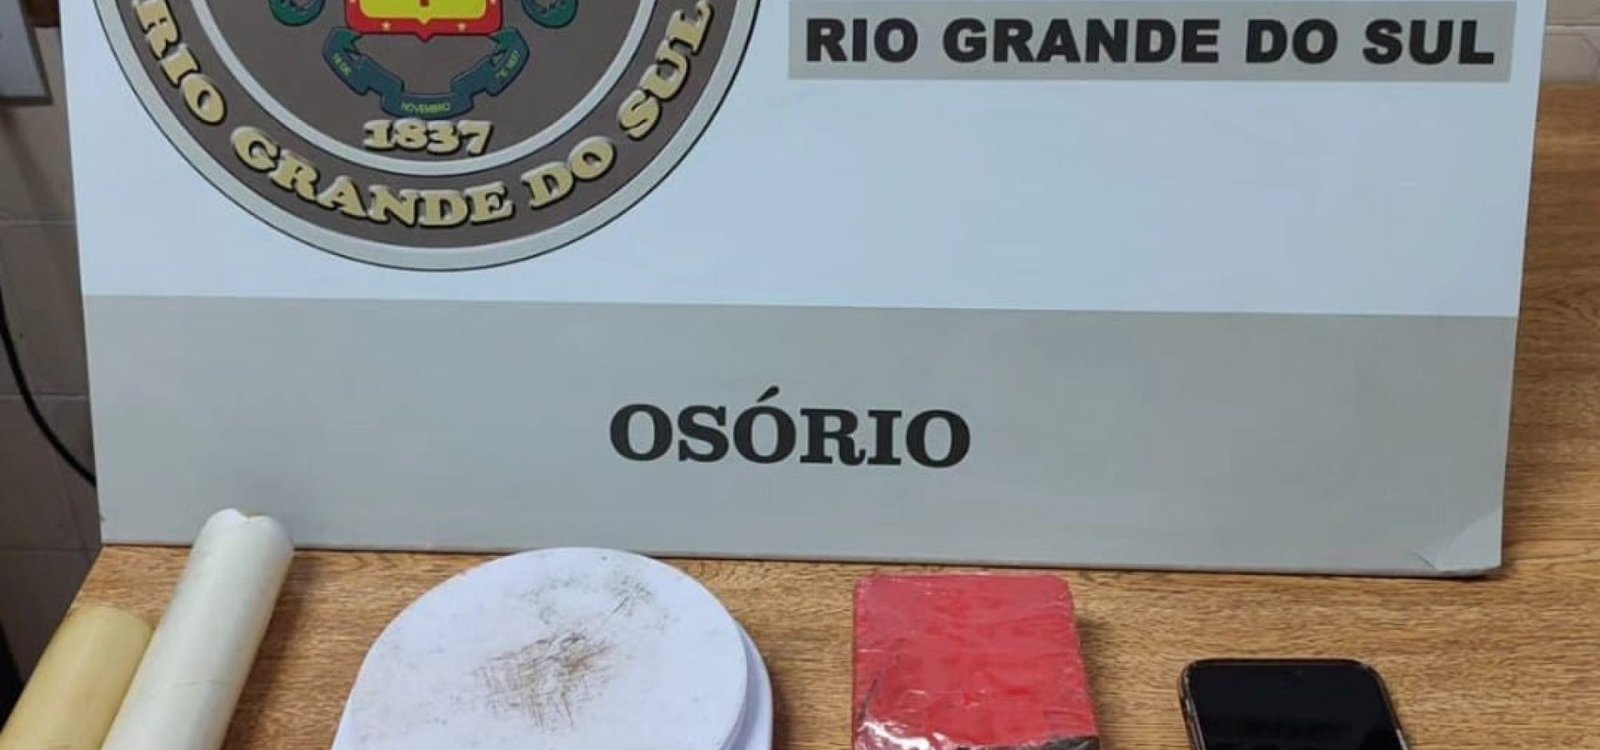 RIO GRANDE DO SUL
NOVEMBRO
1837
RIO GRANDE DO SUL
OSÓRIO